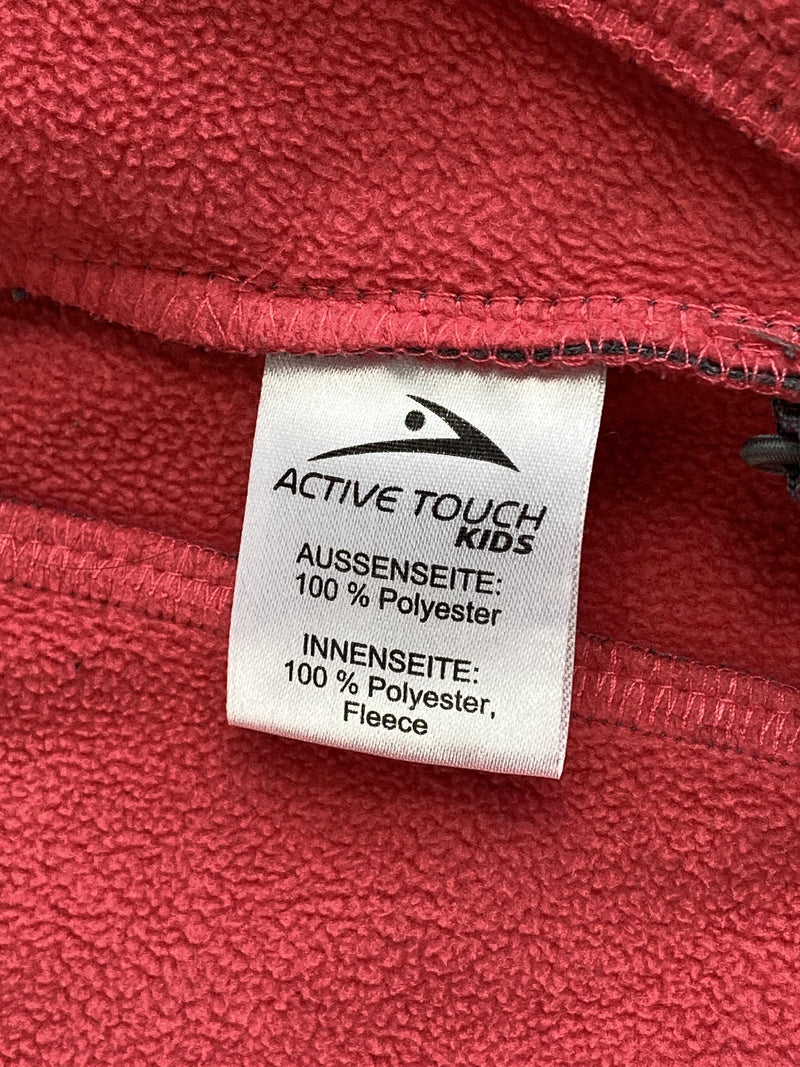 ACTIVE TOUCH
KIDS
AUSSENSEITE:
100 % Polyester
INNENSEITE:
100 % Polyester,
Fleece